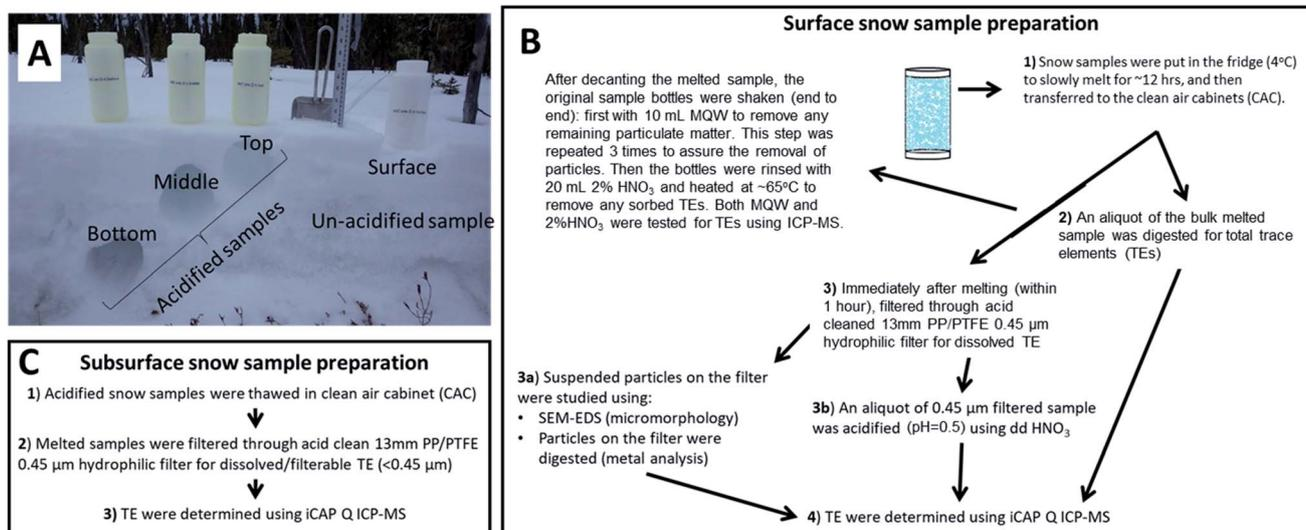 A
Top
Middle
Bottom
Acidified samples
Surface
Un-acidified sample
B
Surface snow sample preparation
After decanting the melted sample, the
original sample bottles were shaken (end to
end): first with 10 mL MQW to remove any
remaining particulate matter. This step was
repeated 3 times to assure the removal of
particles. Then the bottles were rinsed with
20 mL 2% HNO₃ and heated at ~65°C to
remove any sorbed TEs. Both MQW and
2%HNO₃ were tested for TEs using ICP-MS.
1) Snow samples were put in the fridge (4°C)
to slowly melt for ~12 hrs, and then
transferred to the clean air cabinets (CAC).
2) An aliquot of the bulk melted
sample was digested for total trace
elements (TEs)
3) Immediately after melting (within
1 hour), filtered through acid
cleaned 13mm PP/PTFE 0.45 µm
hydrophilic filter for dissolved TE
3a) Suspended particles on the filter
were studied using:
• SEM-EDS (micromorphology)
• Particles on the filter were
digested (metal analysis)
3b) An aliquot of 0.45 µm filtered sample
was acidified (pH=0.5) using dd HNO₃
4) TE were determined using iCAP Q ICP-MS
C
Subsurface snow sample preparation
1) Acidified snow samples were thawed in clean air cabinet (CAC)
2) Melted samples were filtered through acid clean 13mm PP/PTFE
0.45 µm hydrophilic filter for dissolved/filterable TE (<0.45 µm)
3) TE were determined using iCAP Q ICP-MS